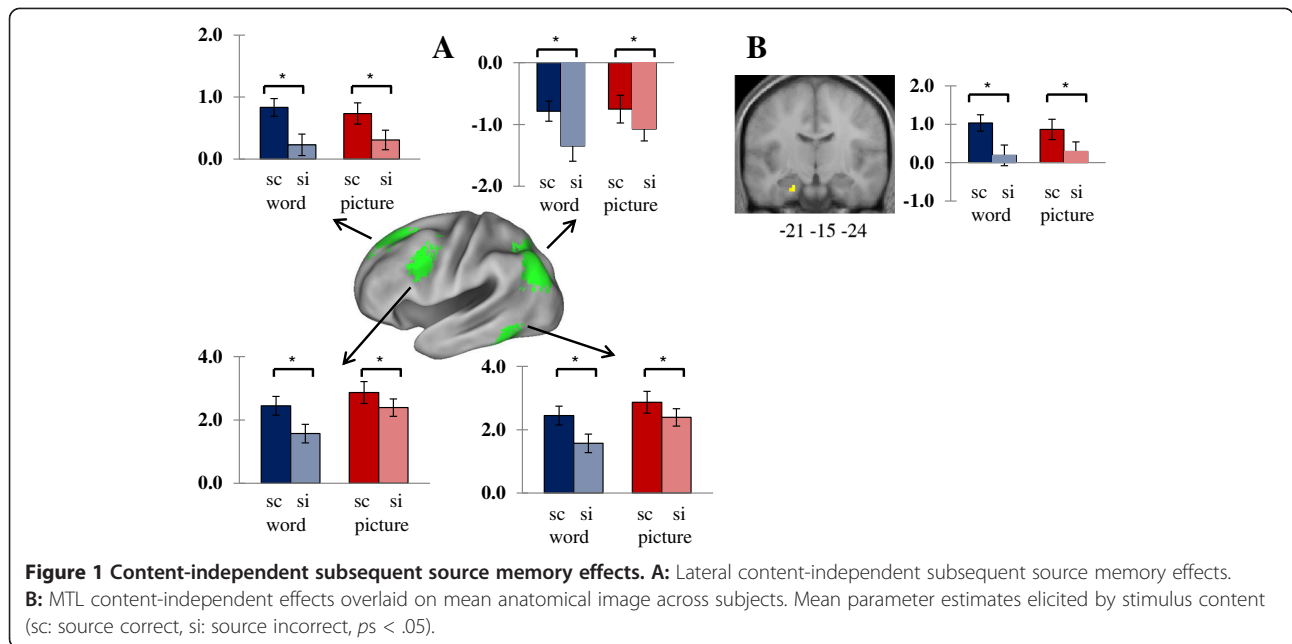 A
B
2.0
1.0
0.0
* *
sc si sc si
word picture
0.0
-1.0
-2.0
* *
sc si sc si
word picture
-21 -15 -24
2.0
1.0
0.0
-1.0
* *
sc si sc si
word picture
4.0
2.0
0.0
* *
sc si sc si
word picture
4.0
2.0
0.0
* *
sc si sc si
word picture
Figure 1 Content-independent subsequent source memory effects. A: Lateral content-independent subsequent source memory effects.
B: MTL content-independent effects overlaid on mean anatomical image across subjects. Mean parameter estimates elicited by stimulus content
(sc: source correct, si: source incorrect, ps < .05).